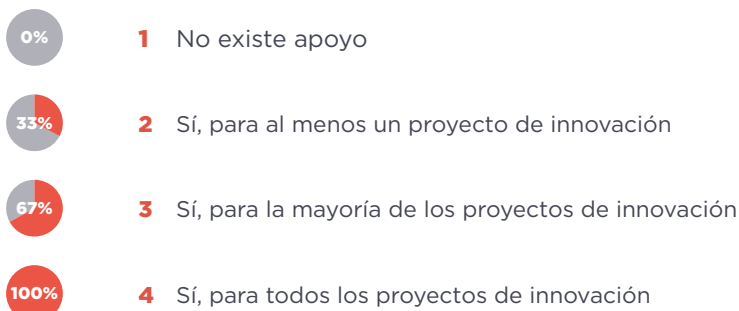 0% 1 No existe apoyo
33% 2 Sí, para al menos un proyecto de innovación
67% 3 Sí, para la mayoría de los proyectos de innovación
100% 4 Sí, para todos los proyectos de innovación